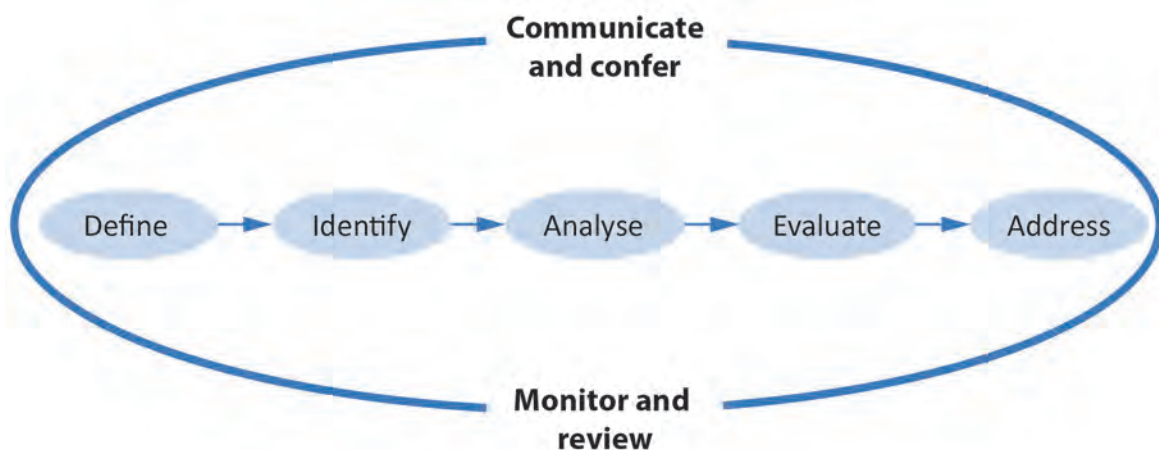 Communicate
and confer
Define
Identify
Analyse
Evaluate
Address
Monitor and
review